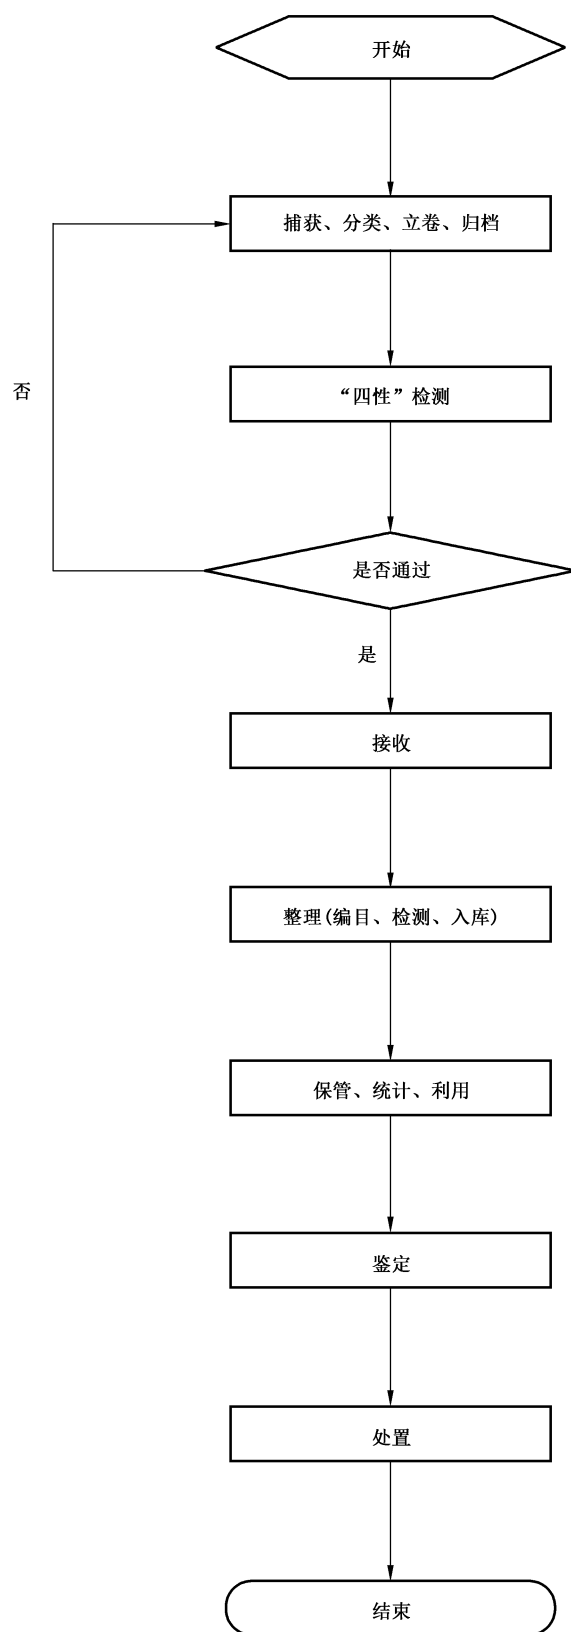 开始
捕获、分类、立卷、归档
“四性”检测
否
是否通过
是
接收
整理(编目、检测、入库)
保管、统计、利用
鉴定
处置
结束